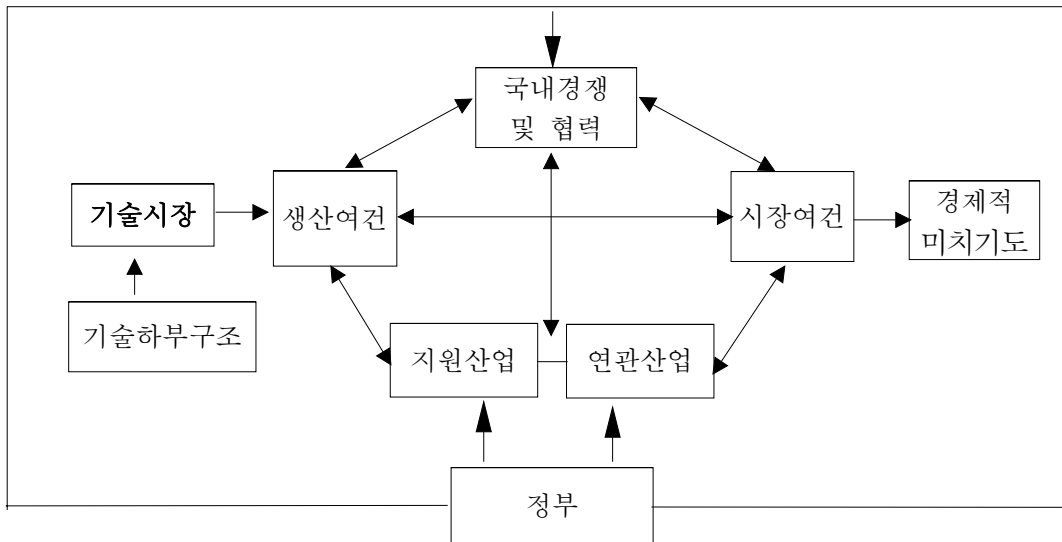 국내경쟁
및 협력
기술시장
생산여건
시장여건
경제적
미치기도
기술하부구조
지원산업
연관산업
정부